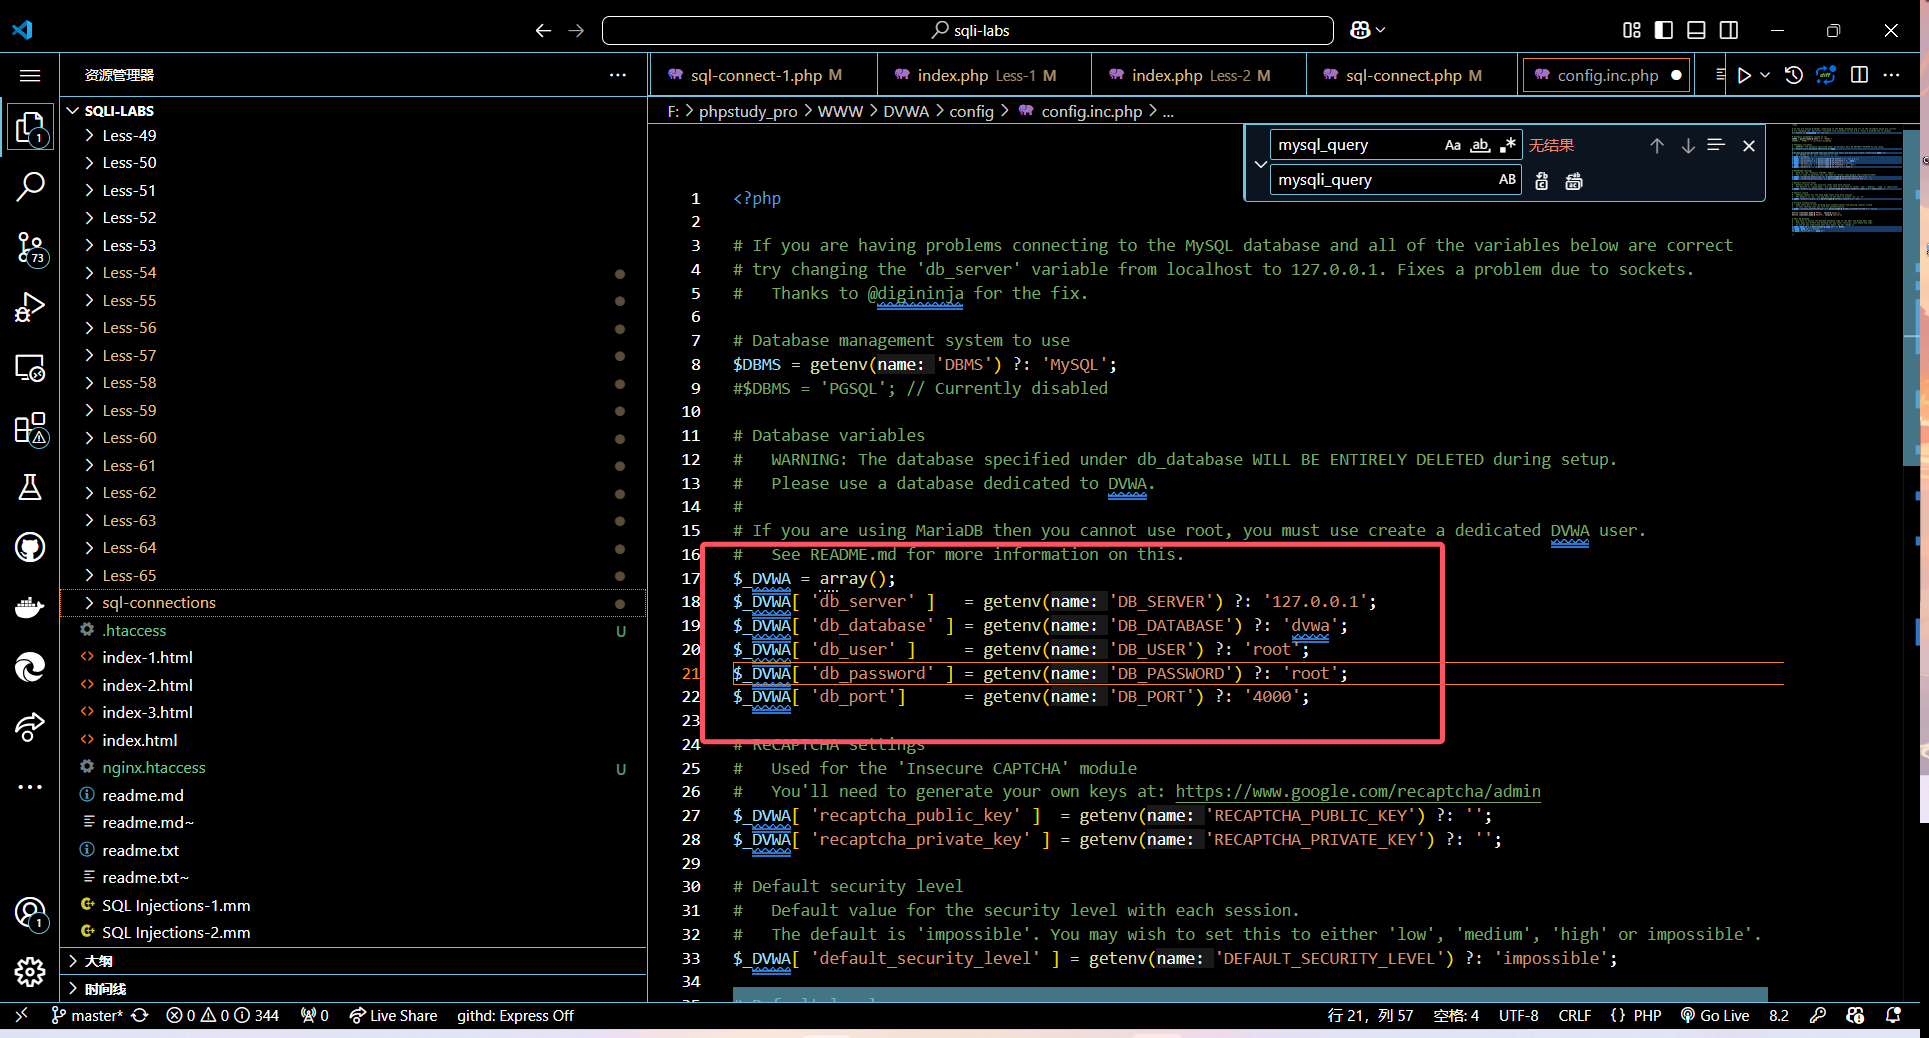 sqli-labs
资源管理器
sql-connect-1.php M
index.php Less-1 M
index.php Less-2 M
sql-connect.php M
config.inc.php
F: > phpstudy_pro > WWW > DVWA > config > config.inc.php > ...
mysql_query
Aa ab
无结果
mysqli_query
AB
SQLI-LABS
Less-49
Less-50
Less-51
Less-52
Less-53
Less-54
Less-55
Less-56
Less-57
Less-58
Less-59
Less-60
Less-61
Less-62
Less-63
Less-64
Less-65
sql-connections
.htaccess U
index-1.html
index-2.html
index-3.html
index.html
nginx.htaccess U
readme.md
readme.md~
readme.txt
readme.txt~
SQL Injections-1.mm
SQL Injections-2.mm
大纲
时间线
1
73
1
1 <?php
2
3 # If you are having problems connecting to the MySQL database and all of the variables below are correct
4 # try changing the 'db_server' variable from localhost to 127.0.0.1. Fixes a problem due to sockets.
5 #   Thanks to @digininja for the fix.
6
7 # Database management system to use
8 $DBMS = getenv(name: 'DBMS') ?: 'MySQL';
9 #$DBMS = 'PGSQL'; // Currently disabled
10
11 # Database variables
12 #   WARNING: The database specified under db_database WILL BE ENTIRELY DELETED during setup.
13 #   Please use a database dedicated to DVWA.
14 #
15 # If you are using MariaDB then you cannot use root, you must use create a dedicated DVWA user.
16 #   See README.md for more information on this.
17 $_DVWA = array();
18 $_DVWA[ 'db_server' ]   = getenv(name: 'DB_SERVER') ?: '127.0.0.1';
19 $_DVWA[ 'db_database' ] = getenv(name: 'DB_DATABASE') ?: 'dvwa';
20 $_DVWA[ 'db_user' ]     = getenv(name: 'DB_USER') ?: 'root';
21 $_DVWA[ 'db_password' ] = getenv(name: 'DB_PASSWORD') ?: 'root';
22 $_DVWA[ 'db_port']      = getenv(name: 'DB_PORT') ?: '4000';
23
24 # ReCAPTCHA settings
25 #   Used for the 'Insecure CAPTCHA' module
26 #   You'll need to generate your own keys at: https://www.google.com/recaptcha/admin
27 $_DVWA[ 'recaptcha_public_key' ]  = getenv(name: 'RECAPTCHA_PUBLIC_KEY') ?: '';
28 $_DVWA[ 'recaptcha_private_key' ] = getenv(name: 'RECAPTCHA_PRIVATE_KEY') ?: '';
29
30 # Default security level
31 #   Default value for the security level with each session.
32 #   The default is 'impossible'. You may wish to set this to either 'low', 'medium', 'high' or impossible'.
33 $_DVWA[ 'default_security_level' ] = getenv(name: 'DEFAULT_SECURITY_LEVEL') ?: 'impossible';
34
master* 0 0 344 0 Live Share githd: Express Off 行 21，列 57 空格: 4 UTF-8 CRLF {} PHP Go Live 8.2